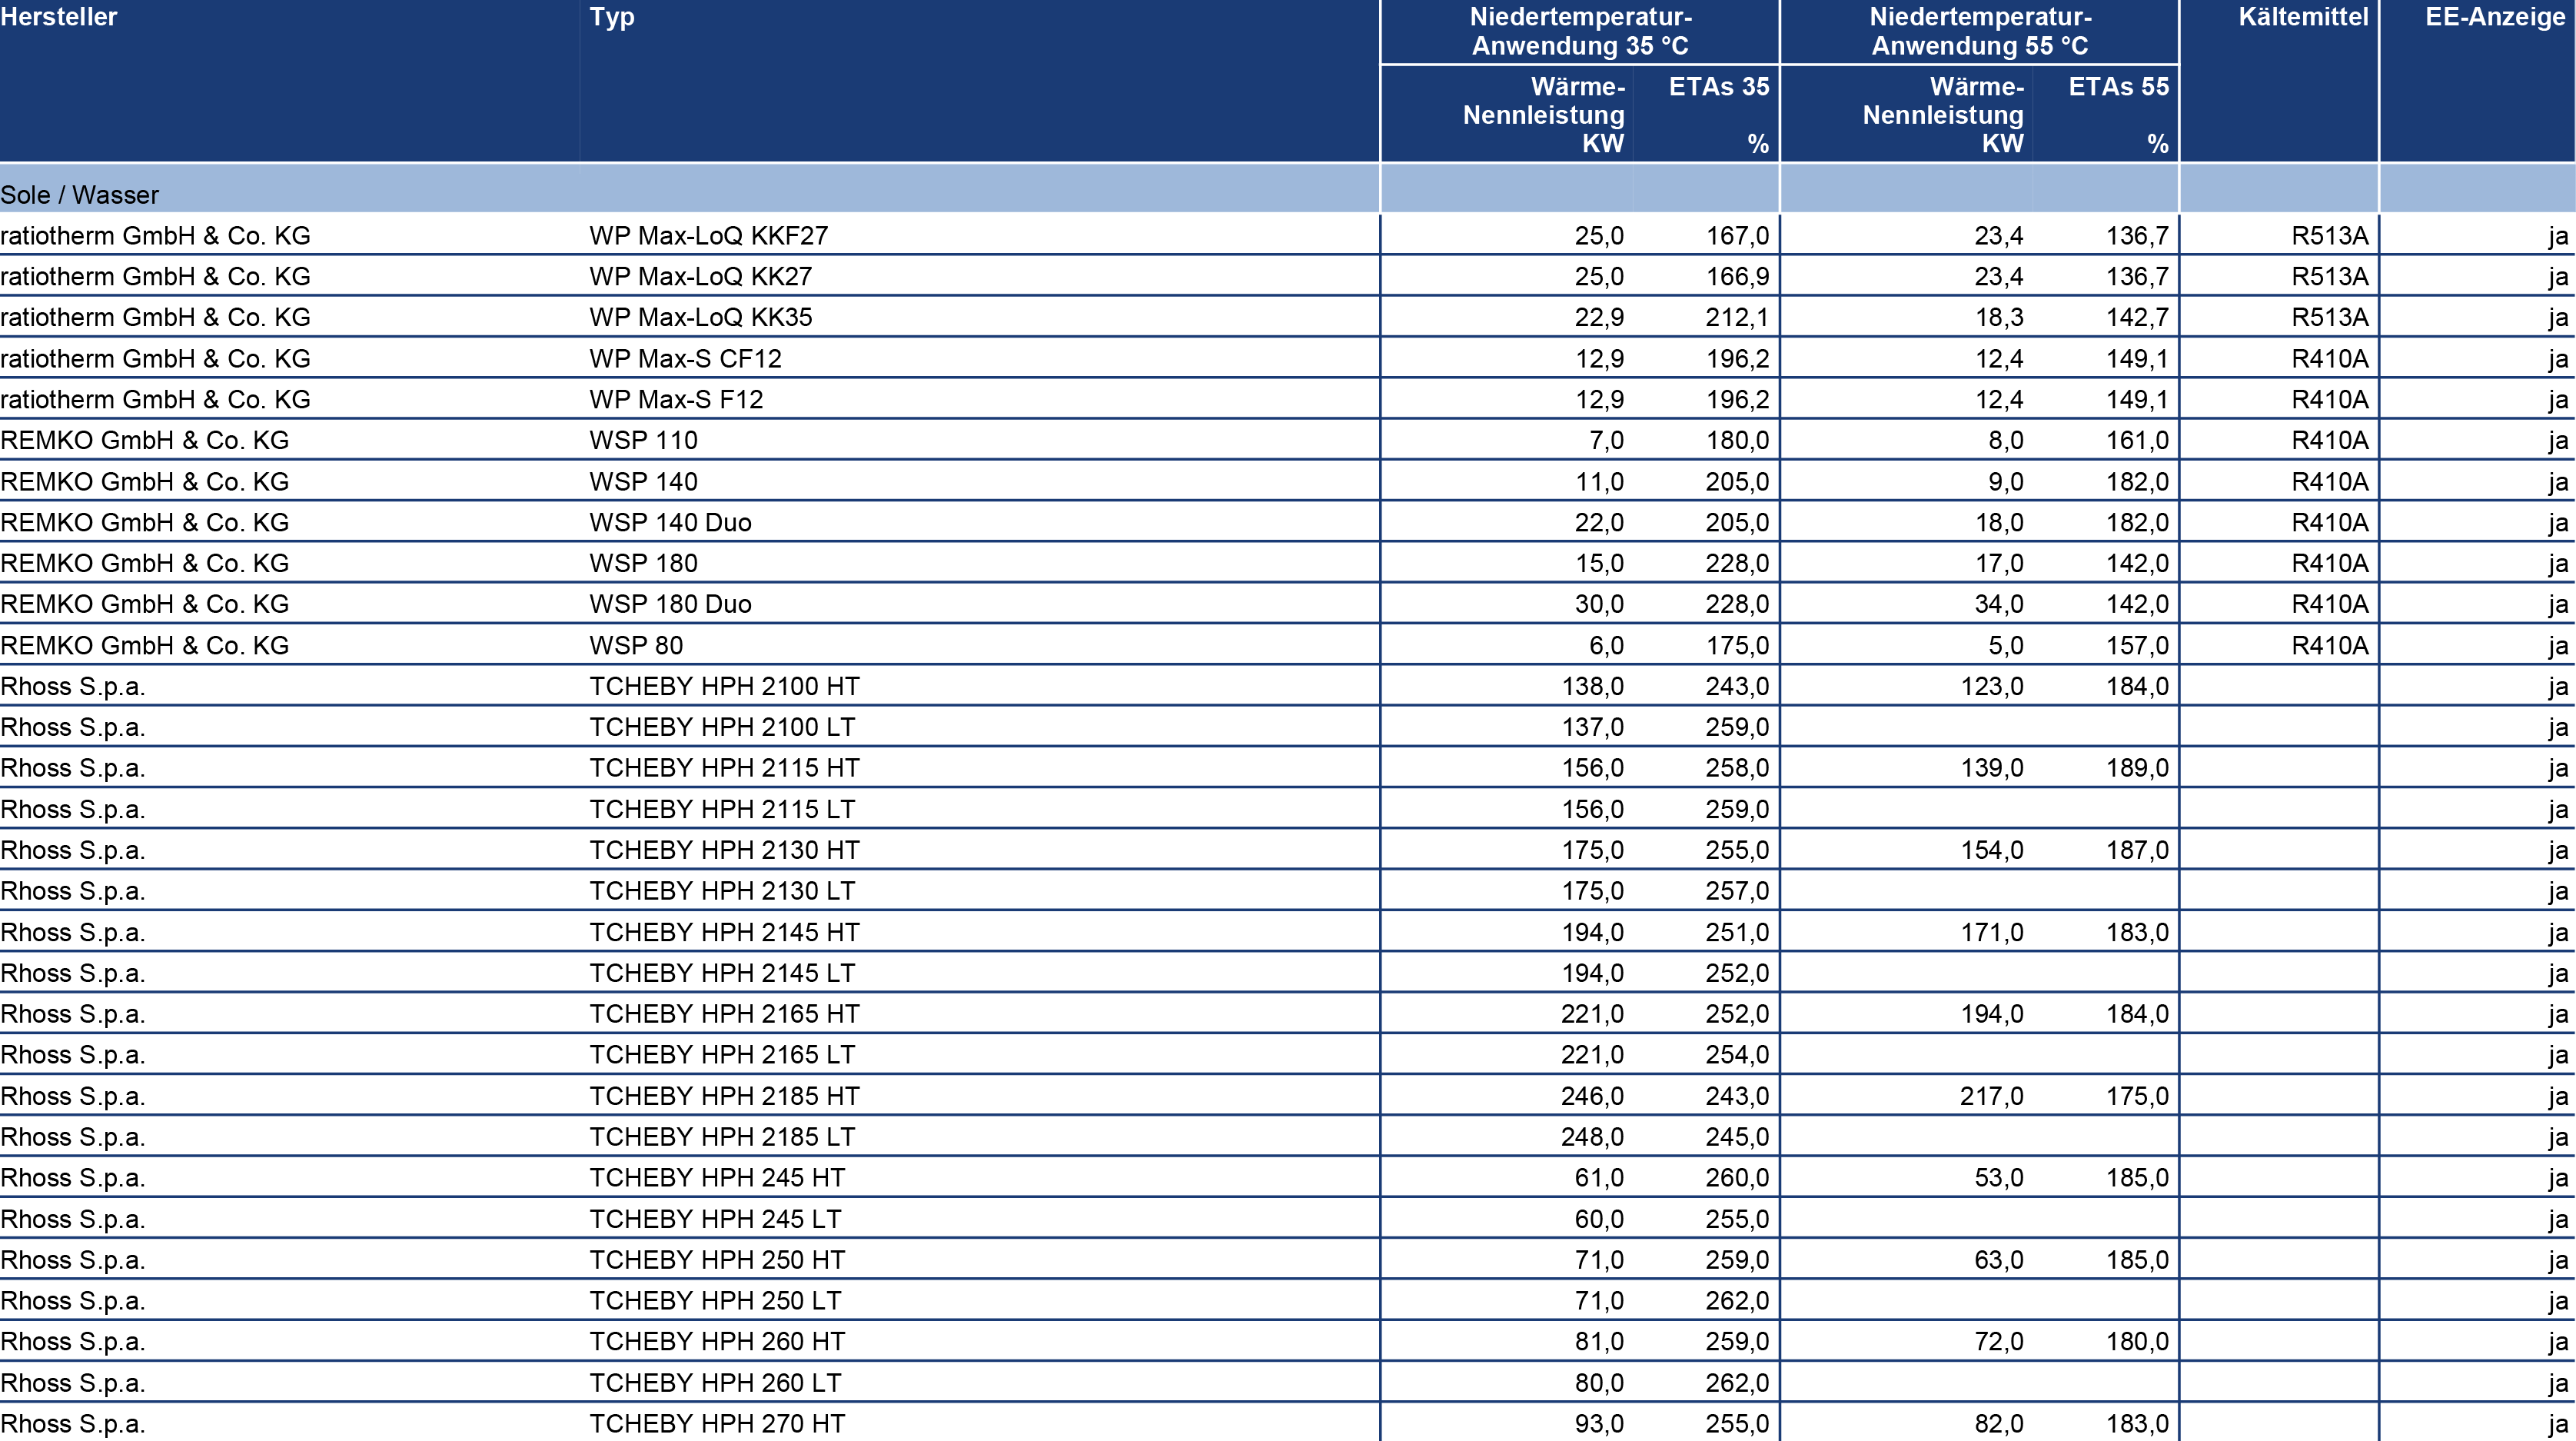 Hersteller Typ Niedertemperatur- Niedertemperatur- Kältemittel EE-Anzeige
Anwendung 35 °C Anwendung 55 °C
Wärme- ETAs 35 Wärme- ETAs 55
Nennleistung Nennleistung
KW % KW %
Sole / Wasser
ratiotherm GmbH & Co. KG WP Max-LoQ KKF27 25,0 167,0 23,4 136,7 R513A ja
ratiotherm GmbH & Co. KG WP Max-LoQ KK27 25,0 166,9 23,4 136,7 R513A ja
ratiotherm GmbH & Co. KG WP Max-LoQ KK35 22,9 212,1 18,3 142,7 R513A ja
ratiotherm GmbH & Co. KG WP Max-S CF12 12,9 196,2 12,4 149,1 R410A ja
ratiotherm GmbH & Co. KG WP Max-S F12 12,9 196,2 12,4 149,1 R410A ja
REMKO GmbH & Co. KG WSP 110 7,0 180,0 8,0 161,0 R410A ja
REMKO GmbH & Co. KG WSP 140 11,0 205,0 9,0 182,0 R410A ja
REMKO GmbH & Co. KG WSP 140 Duo 22,0 205,0 18,0 182,0 R410A ja
REMKO GmbH & Co. KG WSP 180 15,0 228,0 17,0 142,0 R410A ja
REMKO GmbH & Co. KG WSP 180 Duo 30,0 228,0 34,0 142,0 R410A ja
REMKO GmbH & Co. KG WSP 80 6,0 175,0 5,0 157,0 R410A ja
Rhoss S.p.a. TCHEBY HPH 2100 HT 138,0 243,0 123,0 184,0 ja
Rhoss S.p.a. TCHEBY HPH 2100 LT 137,0 259,0 ja
Rhoss S.p.a. TCHEBY HPH 2115 HT 156,0 258,0 139,0 189,0 ja
Rhoss S.p.a. TCHEBY HPH 2115 LT 156,0 259,0 ja
Rhoss S.p.a. TCHEBY HPH 2130 HT 175,0 255,0 154,0 187,0 ja
Rhoss S.p.a. TCHEBY HPH 2130 LT 175,0 257,0 ja
Rhoss S.p.a. TCHEBY HPH 2145 HT 194,0 251,0 171,0 183,0 ja
Rhoss S.p.a. TCHEBY HPH 2145 LT 194,0 252,0 ja
Rhoss S.p.a. TCHEBY HPH 2165 HT 221,0 252,0 194,0 184,0 ja
Rhoss S.p.a. TCHEBY HPH 2165 LT 221,0 254,0 ja
Rhoss S.p.a. TCHEBY HPH 2185 HT 246,0 243,0 217,0 175,0 ja
Rhoss S.p.a. TCHEBY HPH 2185 LT 248,0 245,0 ja
Rhoss S.p.a. TCHEBY HPH 245 HT 61,0 260,0 53,0 185,0 ja
Rhoss S.p.a. TCHEBY HPH 245 LT 60,0 255,0 ja
Rhoss S.p.a. TCHEBY HPH 250 HT 71,0 259,0 63,0 185,0 ja
Rhoss S.p.a. TCHEBY HPH 250 LT 71,0 262,0 ja
Rhoss S.p.a. TCHEBY HPH 260 HT 81,0 259,0 72,0 180,0 ja
Rhoss S.p.a. TCHEBY HPH 260 LT 80,0 262,0 ja
Rhoss S.p.a. TCHEBY HPH 270 HT 93,0 255,0 82,0 183,0 ja